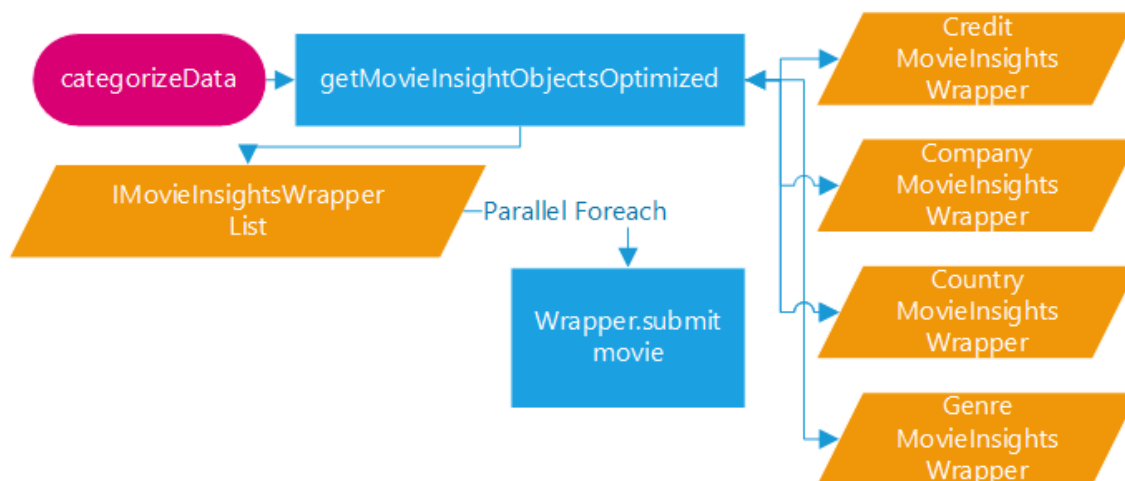 categorizeData
getMovieInsightObjectsOptimized
Credit
MovieInsights
Wrapper
IMovieInsightsWrapper
List
Parallel Foreach
Company
MovieInsights
Wrapper
Wrapper.submit
movie
Country
MovieInsights
Wrapper
Genre
MovieInsights
Wrapper